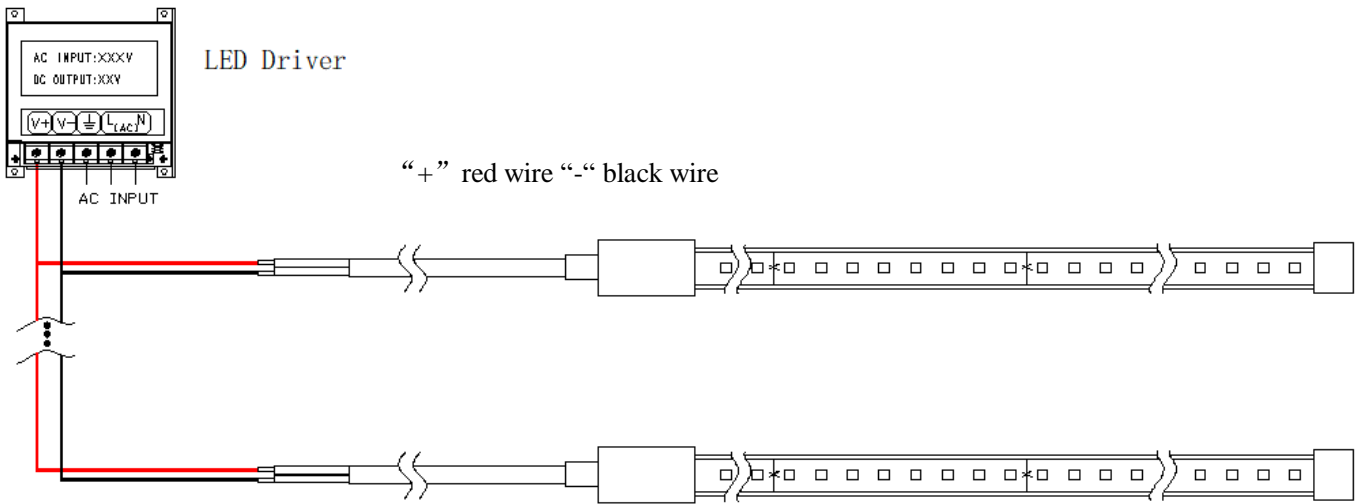 AC INPUT:XXXV
DC OUTPUT:XXV
LED Driver
V+ V- L (AC) N
AC INPUT
“+” red wire “-“ black wire